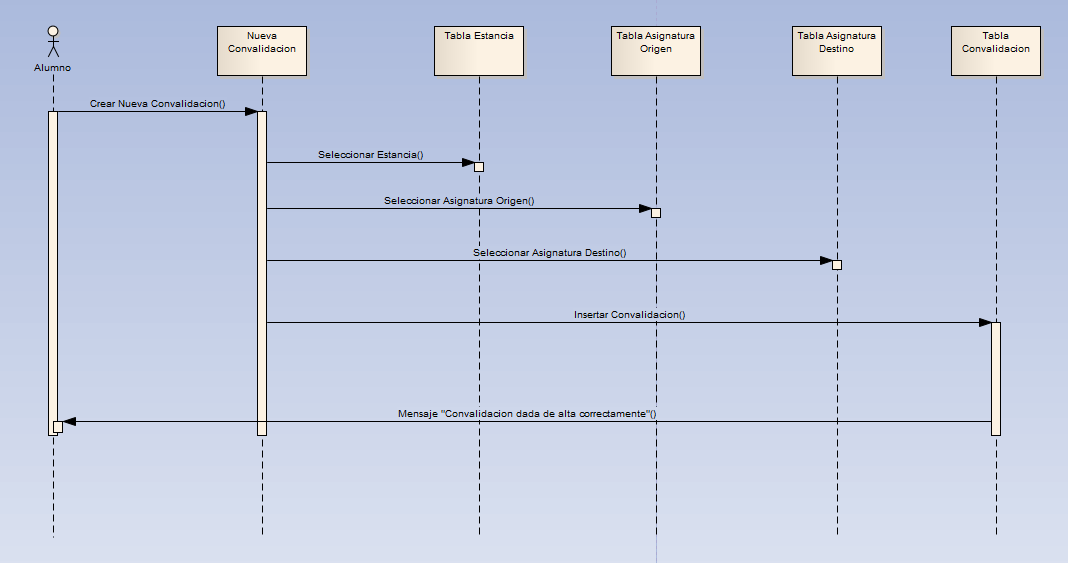 Alumno
Nueva
Convalidacion
Tabla Estancia
Tabla Asignatura
Origen
Tabla Asignatura
Destino
Tabla
Convalidacion
Crear Nueva Convalidacion()
Seleccionar Estancia()
Seleccionar Asignatura Origen()
Seleccionar Asignatura Destino()
Insertar Convalidacion()
Mensaje "Convalidacion dada de alta correctamente"()